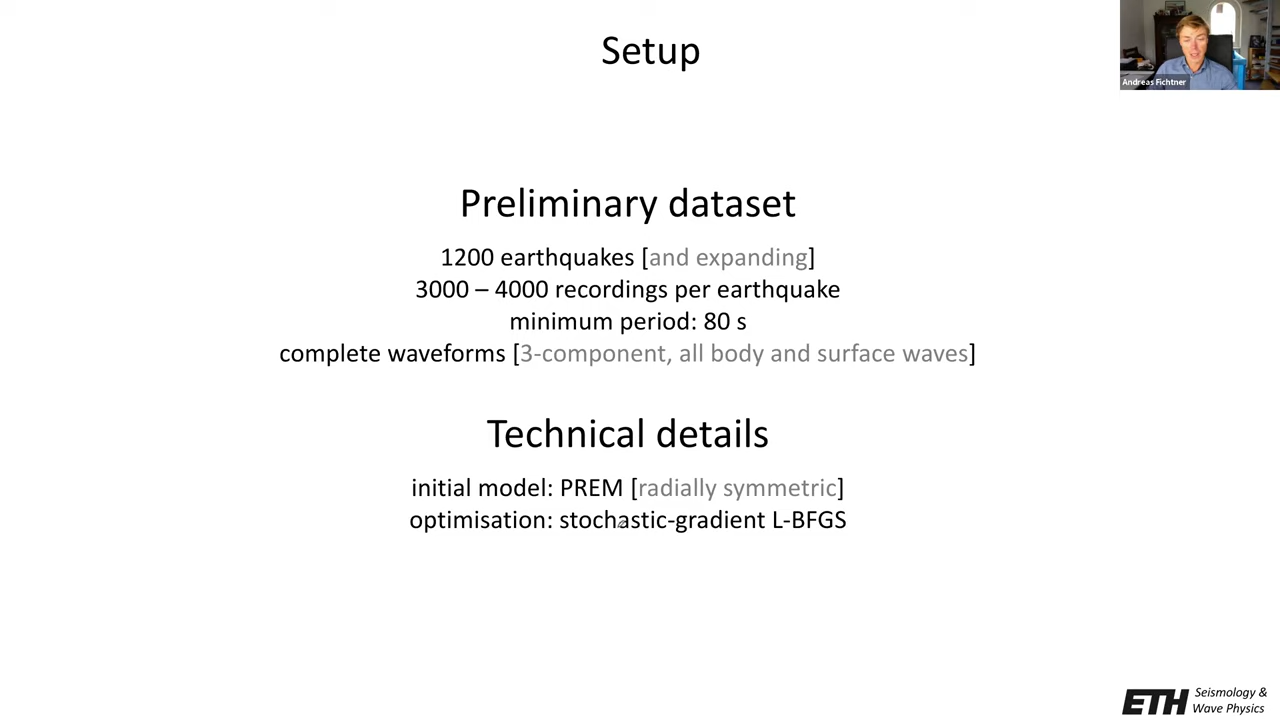 Setup
Andreas Fichtner
Preliminary dataset
1200 earthquakes [and expanding]
3000 – 4000 recordings per earthquake
minimum period: 80 s
complete waveforms [3-component, all body and surface waves]
Technical details
initial model: PREM [radially symmetric]
optimisation: stochastic-gradient L-BFGS
ETH Seismology &
Wave Physics